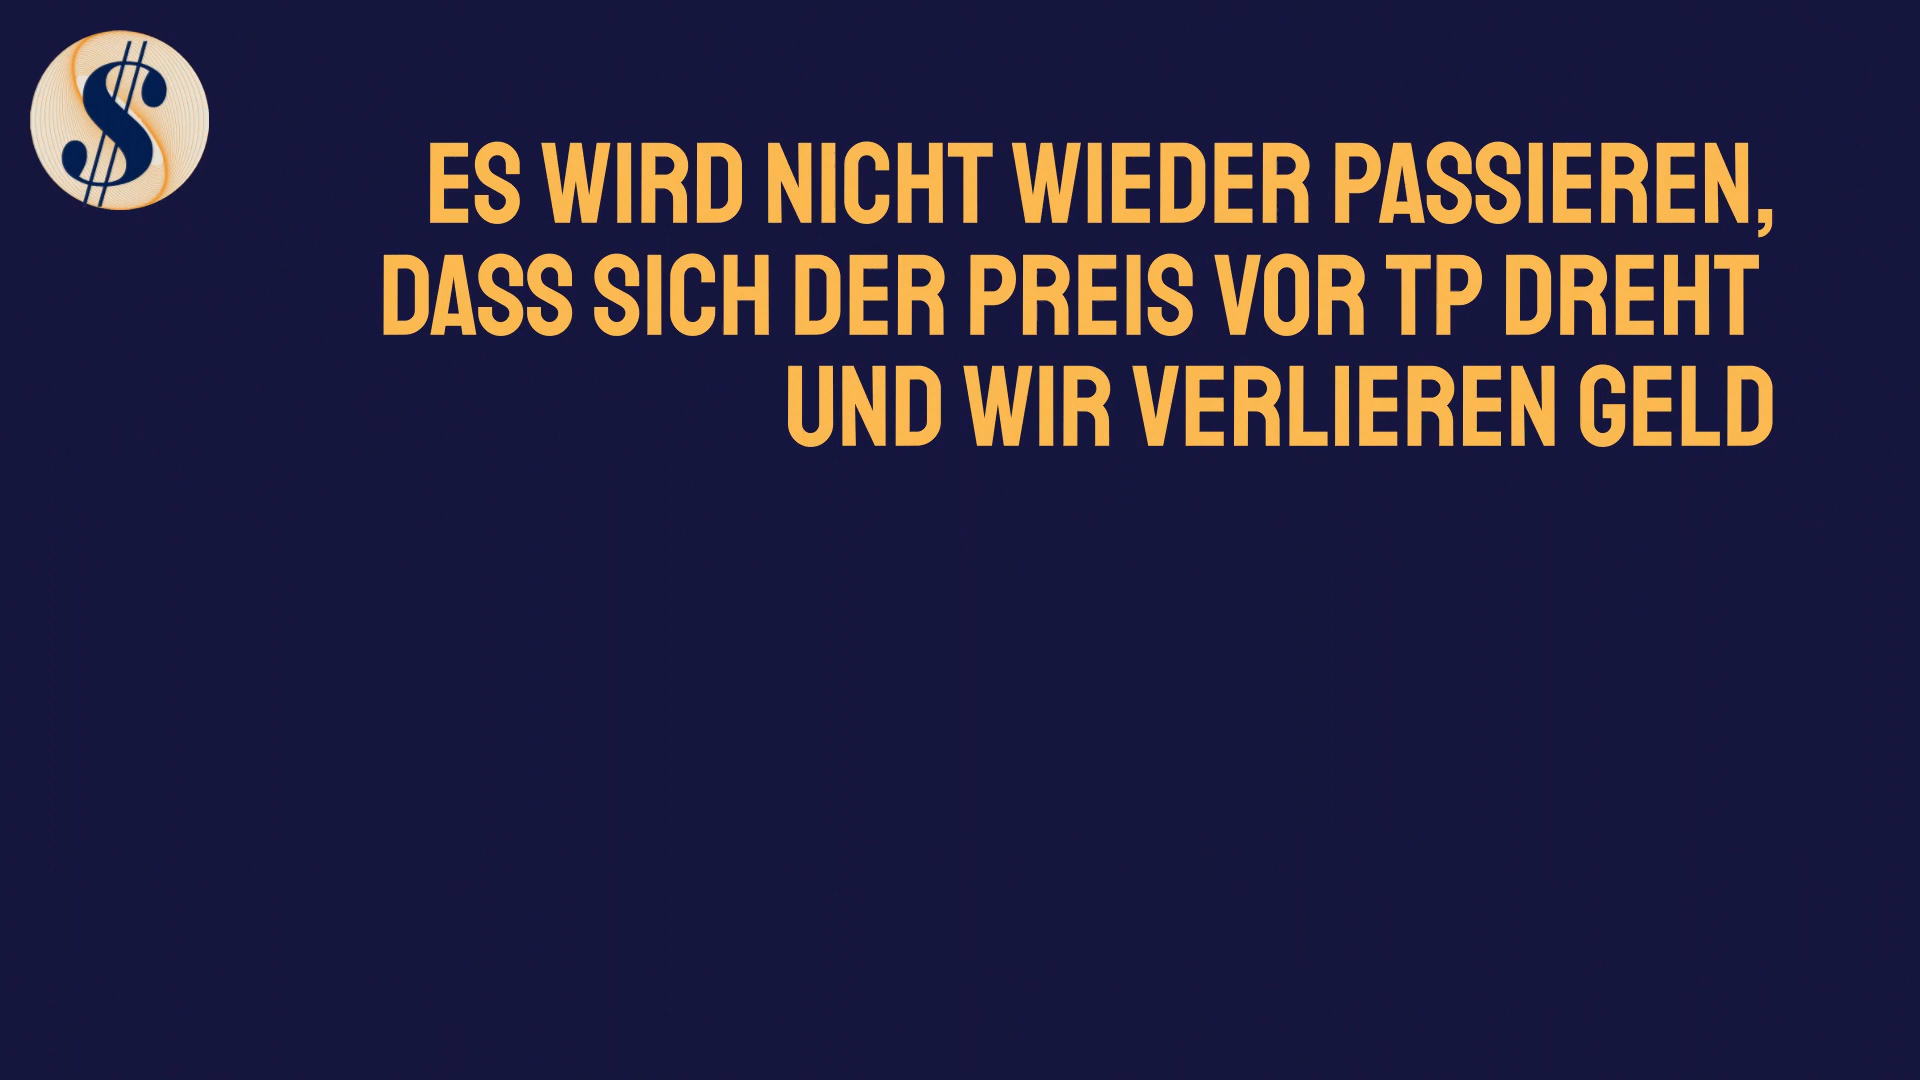 ES WIRD NICHT WIEDER PASSIEREN,
DASS SICH DER PREIS VOR TP DREHT
UND WIR VERLIEREN GELD